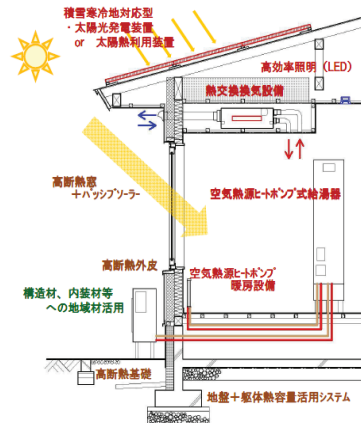 積雪寒冷地対応型
・太陽光発電装置
or 太陽熱利用装置
高効率照明（LED）
熱交換換気設備
高断熱窓
＋パッシブソーラー
空気熱源ヒートポンプ式給湯器
高断熱外皮
空気熱源ヒートポンプ
暖房設備
構造材、内装材等
への地域材活用
高断熱基礎
地盤＋躯体熱容量活用システム